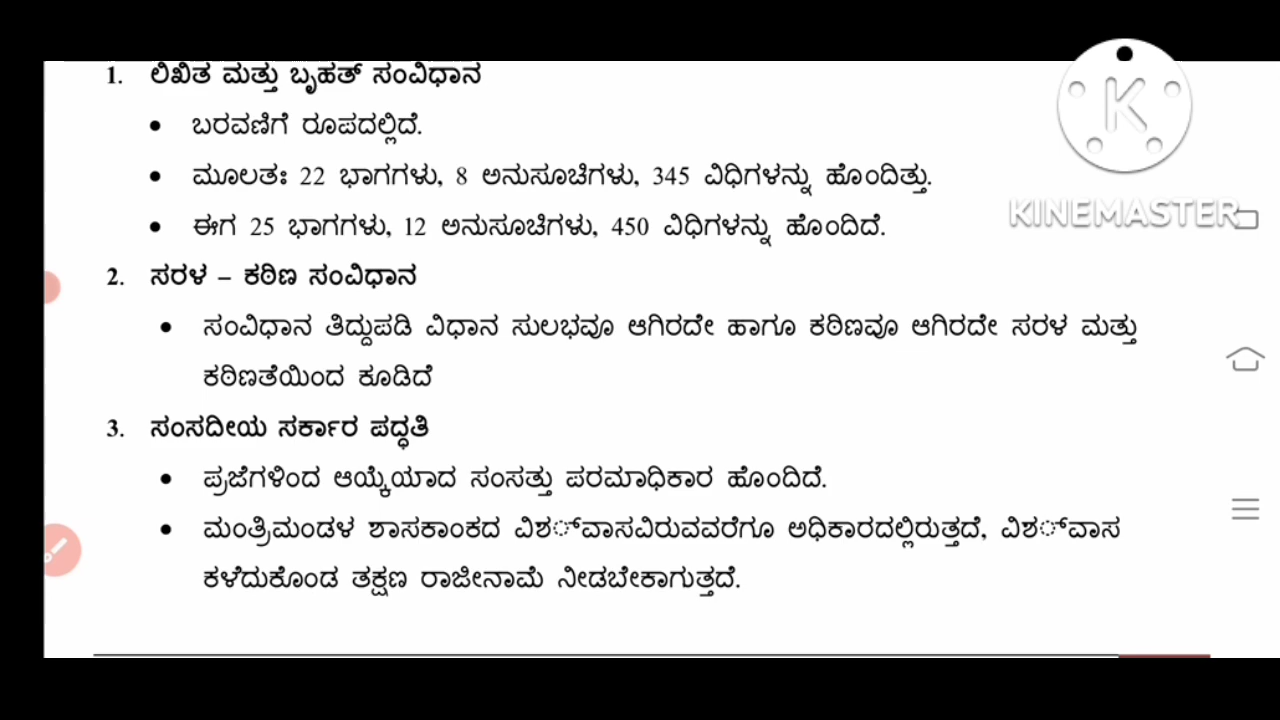 1. ಲಿಖಿತ ಮತ್ತು ಬೃಹತ್ ಸಂವಿಧಾನ
• ಬರವಣಿಗೆ ರೂಪದಲ್ಲಿದೆ.
• ಮೂಲತಃ 22 ಭಾಗಗಳು, 8 ಅನುಸೂಚಿಗಳು, 345 ವಿಧಿಗಳನ್ನು ಹೊಂದಿತ್ತು.
• ಈಗ 25 ಭಾಗಗಳು, 12 ಅನುಸೂಚಿಗಳು, 450 ವಿಧಿಗಳನ್ನು ಹೊಂದಿದೆ.
K
KINEMASTER
2. ಸರಳ – ಕಠಿಣ ಸಂವಿಧಾನ
• ಸಂವಿಧಾನ ತಿದ್ದುಪಡಿ ವಿಧಾನ ಸುಲಭವೂ ಆಗಿರದೇ ಹಾಗೂ ಕಠಿಣವೂ ಆಗಿರದೇ ಸರಳ ಮತ್ತು
ಕಠಿಣತೆಯಿಂದ ಕೂಡಿದೆ
3. ಸಂಸದೀಯ ಸರ್ಕಾರ ಪದ್ಧತಿ
• ಪ್ರಜೆಗಳಿಂದ ಆಯ್ಕೆಯಾದ ಸಂಸತ್ತು ಪರಮಾಧಿಕಾರ ಹೊಂದಿದೆ.
• ಮಂತ್ರಿಮಂಡಳ ಶಾಸಕಾಂಕದ ವಿಶ್ವಾಸವಿರುವವರೆಗೂ ಅಧಿಕಾರದಲ್ಲಿರುತ್ತದೆ, ವಿಶ್ವಾಸ
ಕಳೆದುಕೊಂಡ ತಕ್ಷಣ ರಾಜೀನಾಮೆ ನೀಡಬೇಕಾಗುತ್ತದೆ.